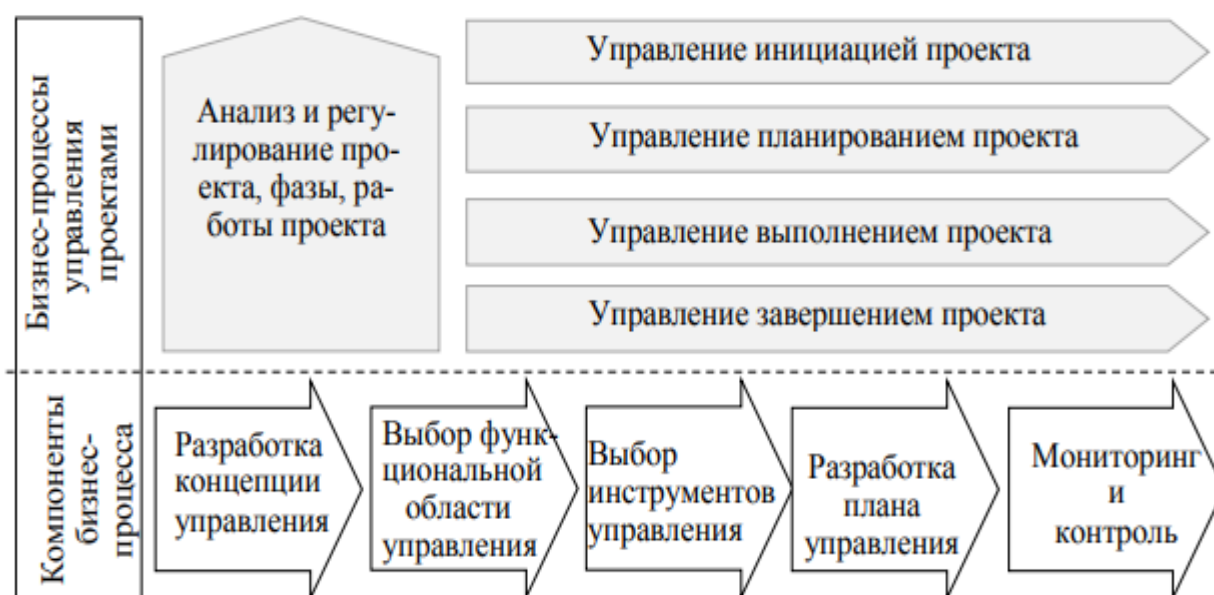 Бизнес-процессы
управления
проектами
Анализ и регу-
лирование про-
екта, фазы, ра-
боты проекта
Управление инициацией проекта
Управление планированием проекта
Управление выполнением проекта
Управление завершением проекта
Компоненты
бизнес-
процесса
Разработка
концепции
управления
Выбор функ-
циональной
области
управления
Выбор
инструментов
управления
Разработка
плана
управления
Мониторинг
и
контроль